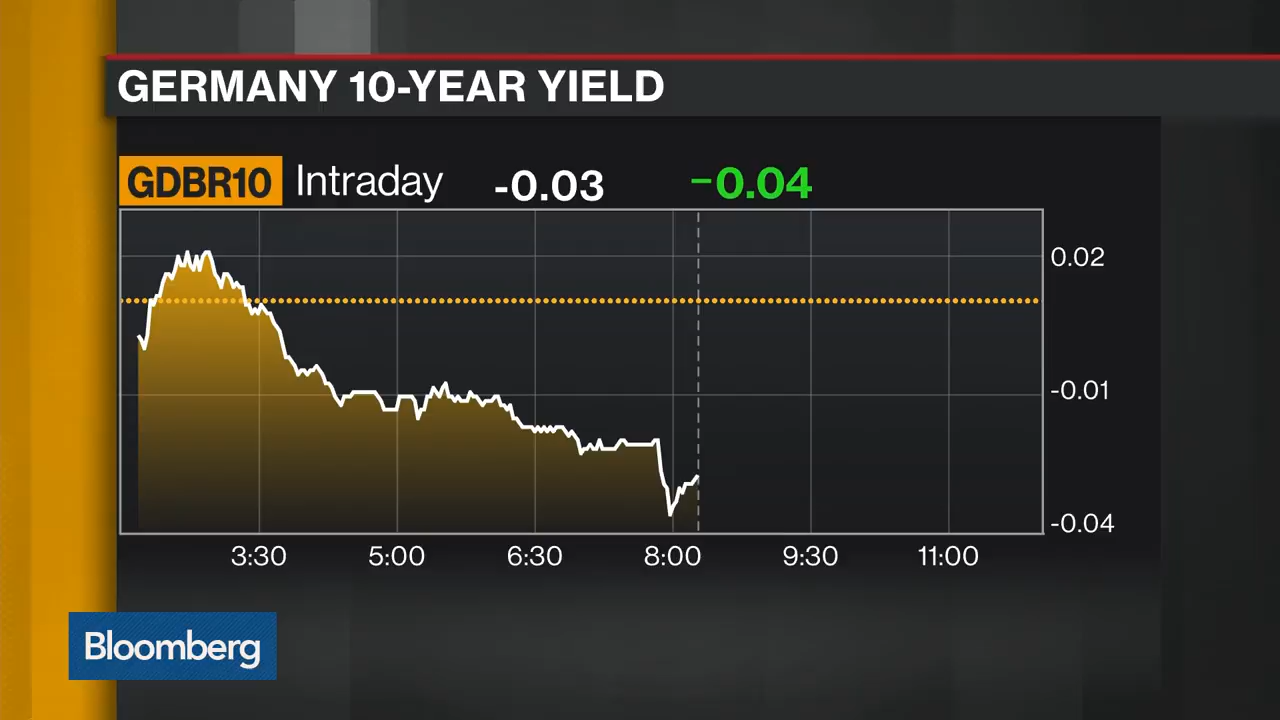 GERMANY 10-YEAR YIELD
GDBR10 Intraday -0.03 -0.04
0.02
-0.01
-0.04
3:30 5:00 6:30 8:00 9:30 11:00
Bloomberg